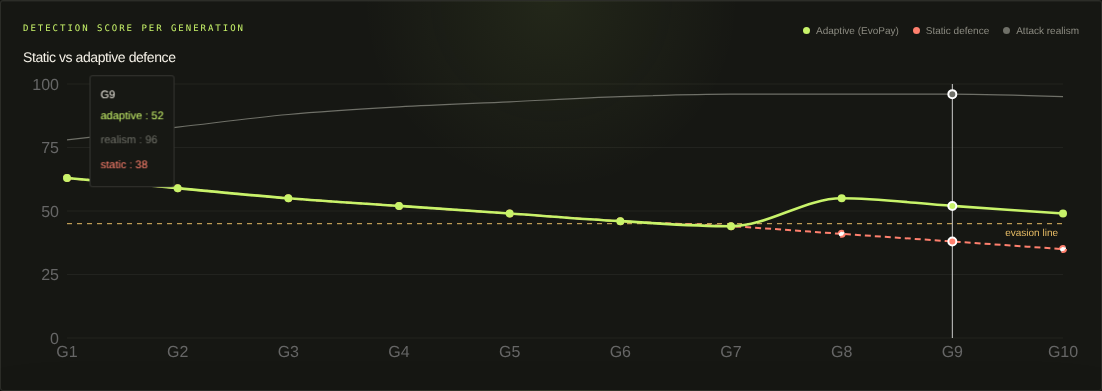 DETECTION SCORE PER GENERATION
Adaptive (EvoPay) Static defence Attack realism
Static vs adaptive defence
100
G9
adaptive : 52
realism : 96
static : 38
75
50
evasion line
25
0
G1 G2 G3 G4 G5 G6 G7 G8 G9 G10